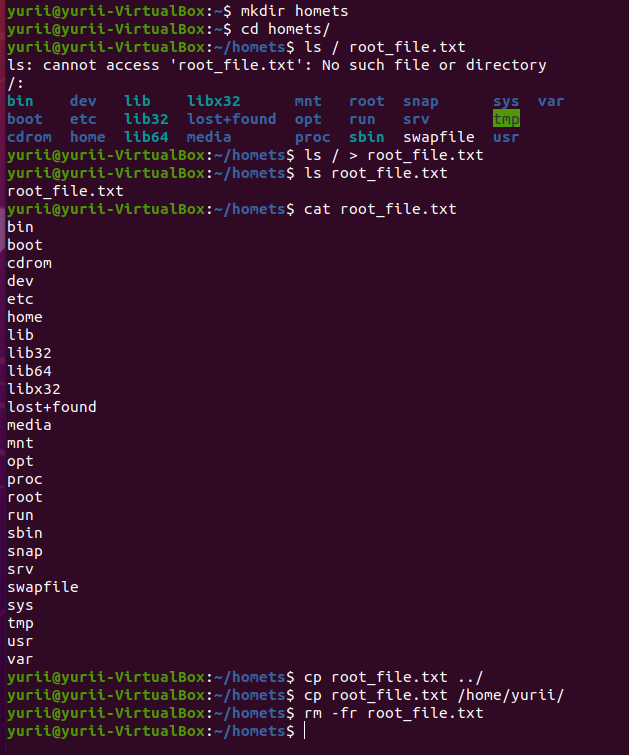 yurii@yurii-VirtualBox:~$ mkdir homets
yurii@yurii-VirtualBox:~$ cd homets/
yurii@yurii-VirtualBox:~/homets$ ls / root_file.txt
ls: cannot access 'root_file.txt': No such file or directory
/:
bin dev lib libx32 mnt root snap sys var
boot etc lib32 lost+found opt run srv tmp
cdrom home lib64 media proc sbin swapfile usr
yurii@yurii-VirtualBox:~/homets$ ls / > root_file.txt
yurii@yurii-VirtualBox:~/homets$ ls root_file.txt
root_file.txt
yurii@yurii-VirtualBox:~/homets$ cat root_file.txt
bin
boot
cdrom
dev
etc
home
lib
lib32
lib64
libx32
lost+found
media
mnt
opt
proc
root
run
sbin
snap
srv
swapfile
sys
tmp
usr
var
yurii@yurii-VirtualBox:~/homets$ cp root_file.txt ../
yurii@yurii-VirtualBox:~/homets$ cp root_file.txt /home/yurii/
yurii@yurii-VirtualBox:~/homets$ rm -fr root_file.txt
yurii@yurii-VirtualBox:~/homets$